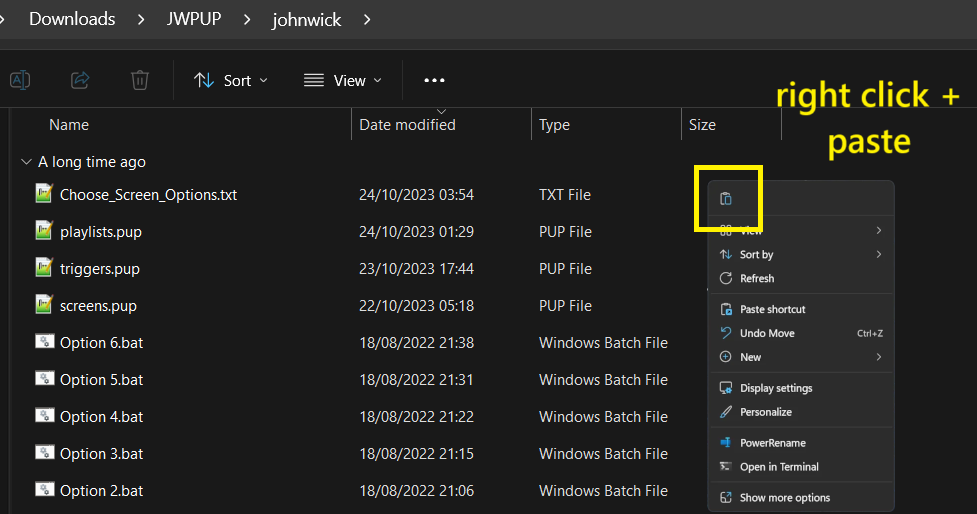 Downloads > JWPUP > johnwick >
Sort View •••
right click +
paste
Name Date modified Type Size
A long time ago
Choose_Screen_Options.txt 24/10/2023 03:54 TXT File
playlists.pup 24/10/2023 01:29 PUP File
triggers.pup 23/10/2023 17:44 PUP File
screens.pup 22/10/2023 05:18 PUP File
Option 6.bat 18/08/2022 21:38 Windows Batch File
Option 5.bat 18/08/2022 21:31 Windows Batch File
Option 4.bat 18/08/2022 21:22 Windows Batch File
Option 3.bat 18/08/2022 21:15 Windows Batch File
Option 2.bat 18/08/2022 21:06 Windows Batch File
View
Sort by
Refresh
Paste shortcut
Undo Move Ctrl+Z
New
Display settings
Personalize
PowerRename
Open in Terminal
Show more options